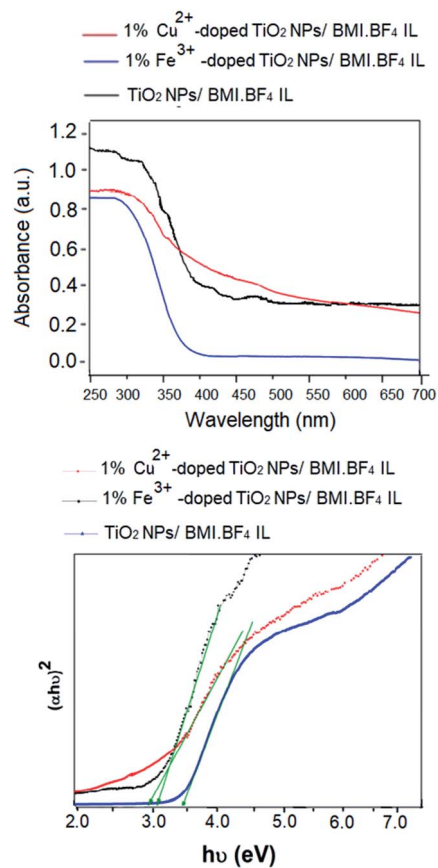 1% Cu²⁺-doped TiO₂ NPs/ BMI.BF₄ IL
1% Fe³⁺-doped TiO₂ NPs/ BMI.BF₄ IL
TiO₂ NPs/ BMI.BF₄ IL
Absorbance (a.u.)
1.2
1.0
0.8
0.6
0.4
0.2
0.0
250 300 350 400 450 500 550 600 650 700
Wavelength (nm)
1% Cu²⁺-doped TiO₂ NPs/ BMI.BF₄ IL
1% Fe³⁺-doped TiO₂ NPs/ BMI.BF₄ IL
TiO₂ NPs/ BMI.BF₄ IL
(αhυ)²
2.0 3.0 4.0 5.0 6.0 7.0
hυ (eV)